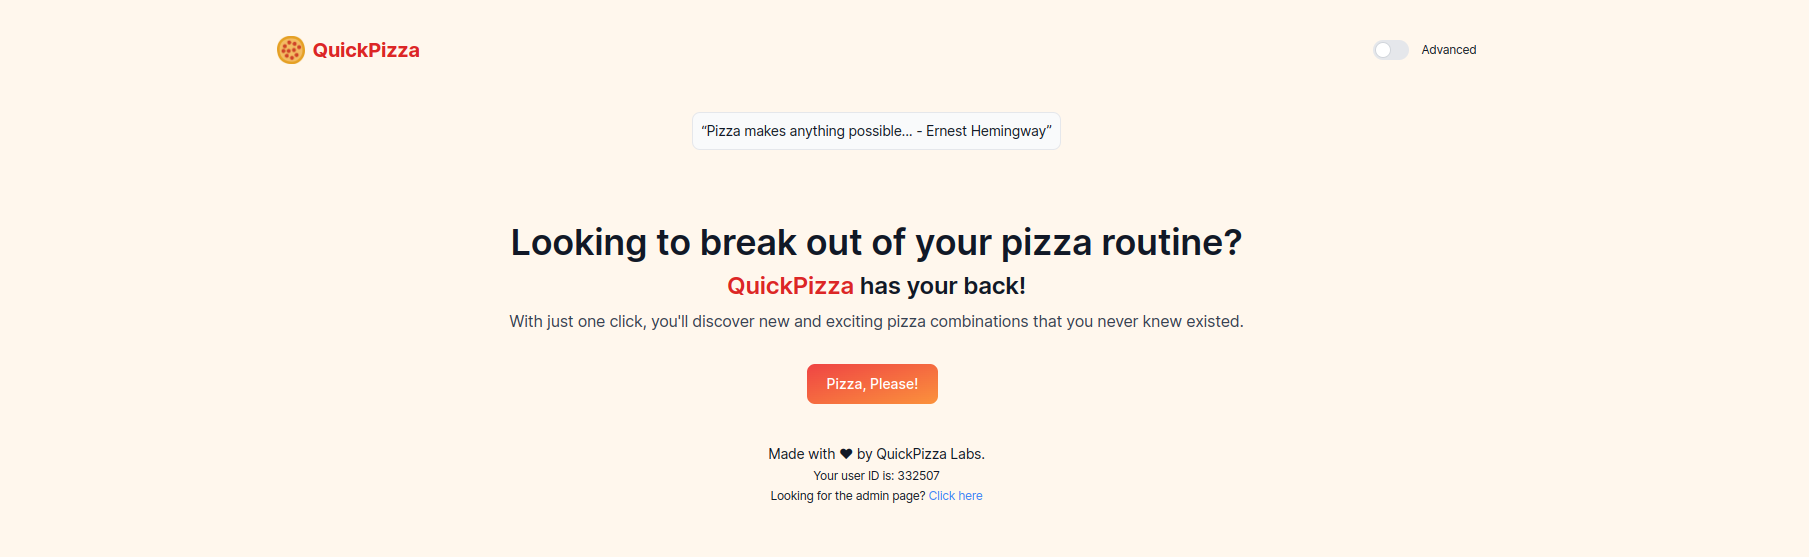 QuickPizza
Advanced
“Pizza makes anything possible... - Ernest Hemingway”
Looking to break out of your pizza routine?
QuickPizza has your back!
With just one click, you'll discover new and exciting pizza combinations that you never knew existed.
Pizza, Please!
Made with ❤ by QuickPizza Labs.
Your user ID is: 332507
Looking for the admin page? Click here